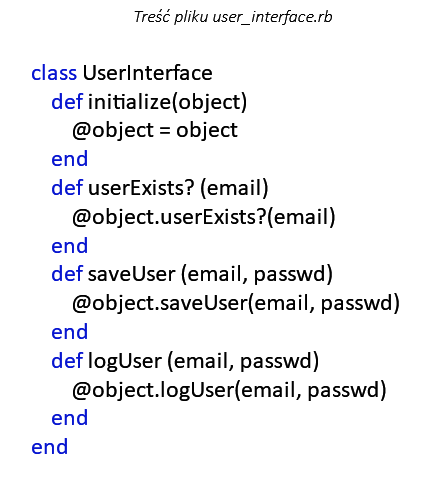 Treść pliku user_interface.rb
class UserInterface
def initialize(object)
@object = object
end
def userExists? (email)
@object.userExists?(email)
end
def saveUser (email, passwd)
@object.saveUser(email, passwd)
end
def logUser (email, passwd)
@object.logUser(email, passwd)
end
end